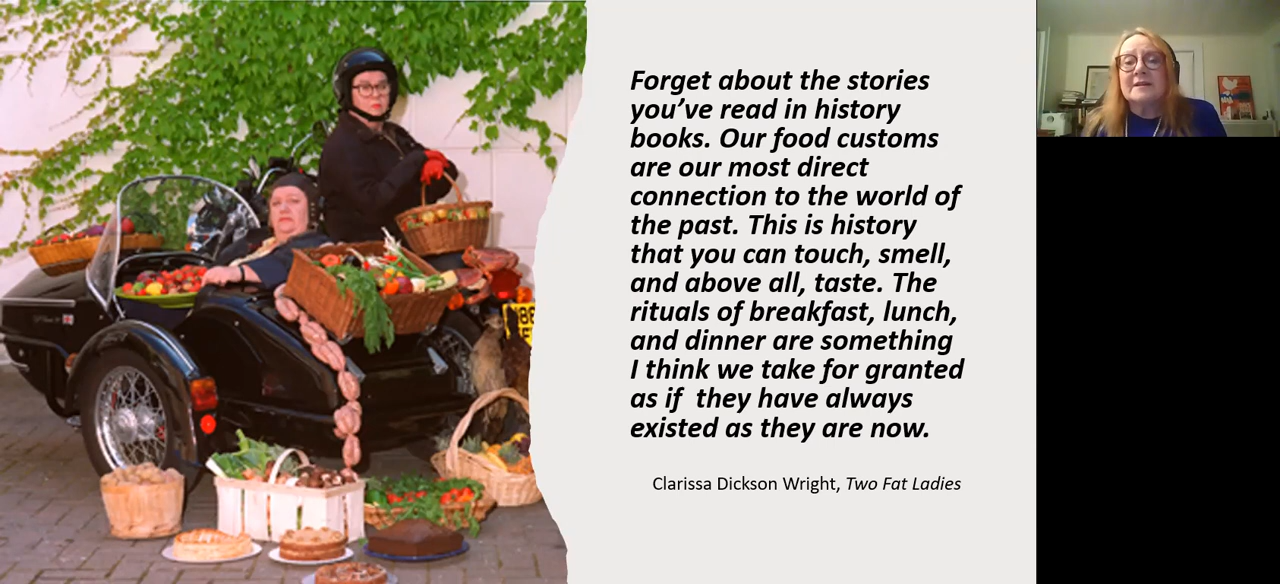 Forget about the stories
you’ve read in history
books. Our food customs
are our most direct
connection to the world of
the past. This is history
that you can touch, smell,
and above all, taste. The
rituals of breakfast, lunch,
and dinner are something
I think we take for granted
as if they have always
existed as they are now.
Clarissa Dickson Wright, Two Fat Ladies